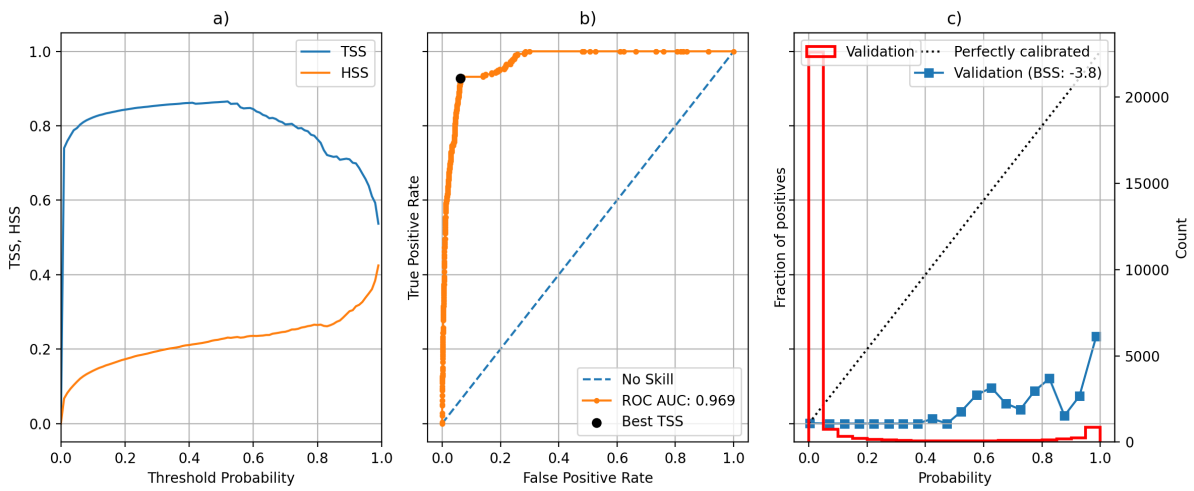 a)
TSS
HSS
1.0
0.8
0.6
0.4
0.2
0.0
TSS, HSS
0.0 0.2 0.4 0.6 0.8 1.0
Threshold Probability
b)
True Positive Rate
No Skill
ROC AUC: 0.969
Best TSS
0.0 0.2 0.4 0.6 0.8 1.0
False Positive Rate
c)
Validation
Perfectly calibrated
Validation (BSS: -3.8)
Fraction of positives
20000
15000
10000
5000
0
Count
0.0 0.2 0.4 0.6 0.8 1.0
Probability